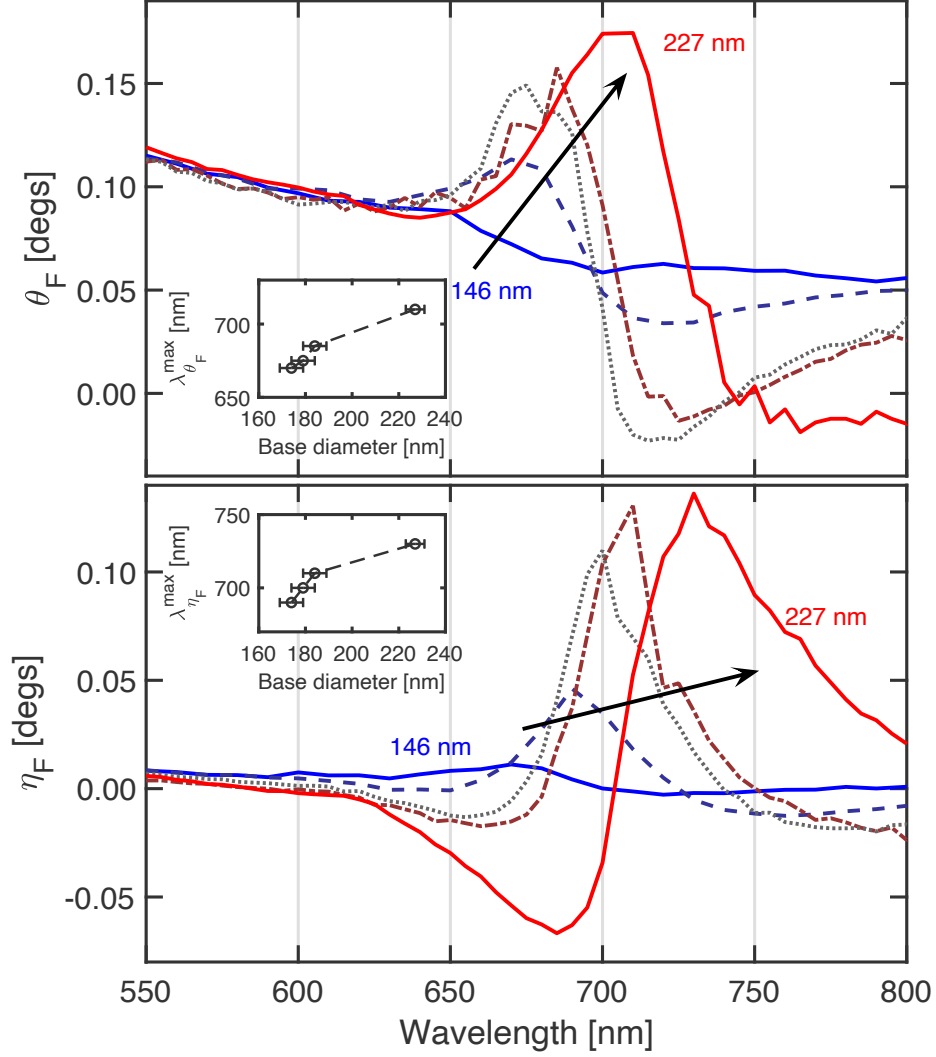 227 nm
0.15
0.10
θF [degs]
0.05
146 nm
0.00
700
650
λθFmax [nm]
160 180 200 220 240
Base diameter [nm]
0.10
0.05
0.00
-0.05
ηF [degs]
750
700
ληFmax [nm]
160 180 200 220 240
Base diameter [nm]
227 nm
146 nm
550 600 650 700 750 800
Wavelength [nm]